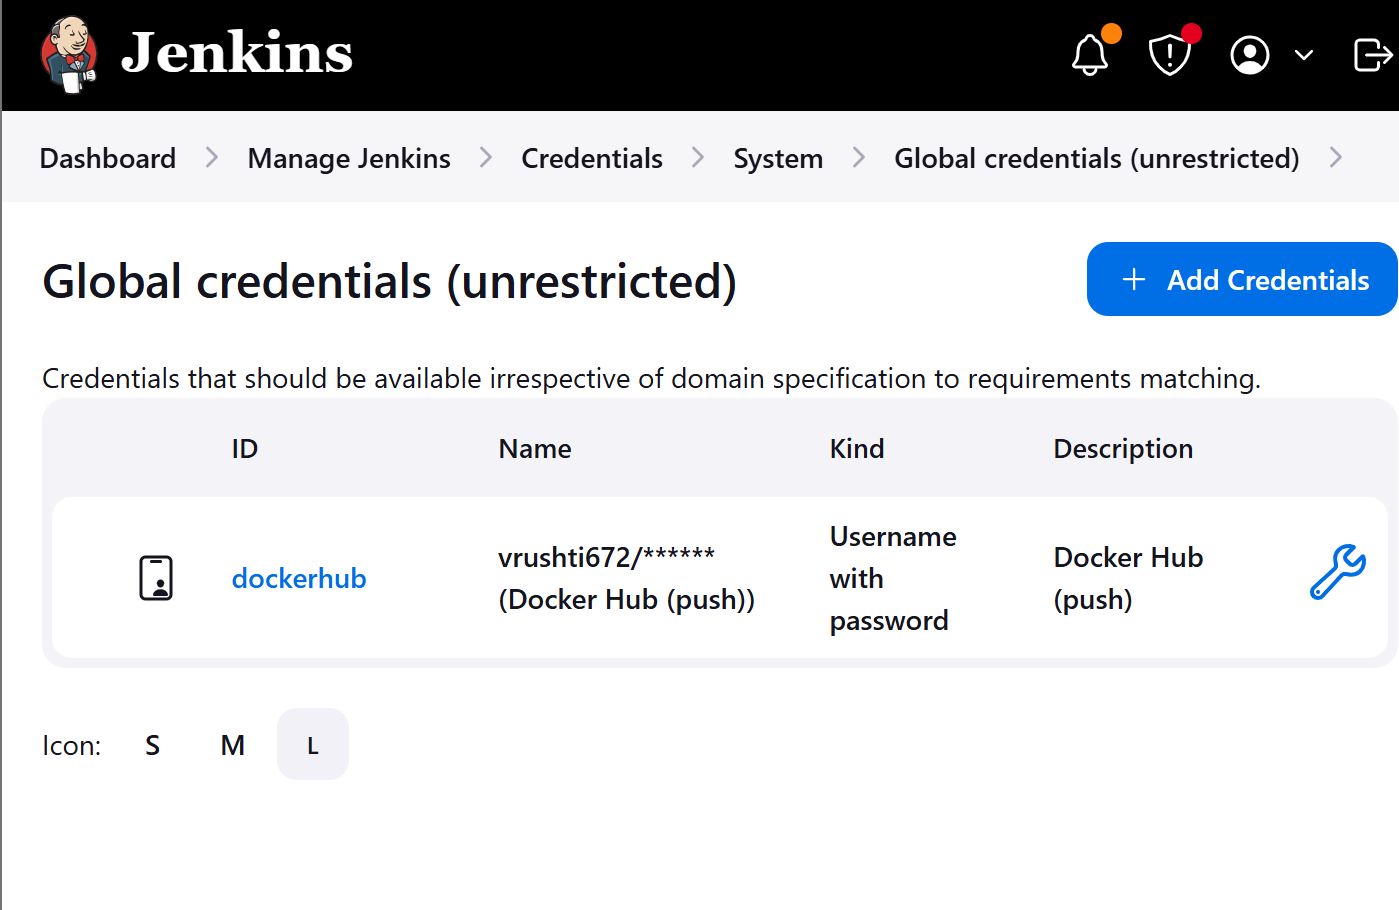 Jenkins
Dashboard > Manage Jenkins > Credentials > System > Global credentials (unrestricted) >
Global credentials (unrestricted)
+ Add Credentials
Credentials that should be available irrespective of domain specification to requirements matching.
ID Name Kind Description
dockerhub
vrushti672/******
(Docker Hub (push))
Username
with
password
Docker Hub
(push)
Icon: S M L